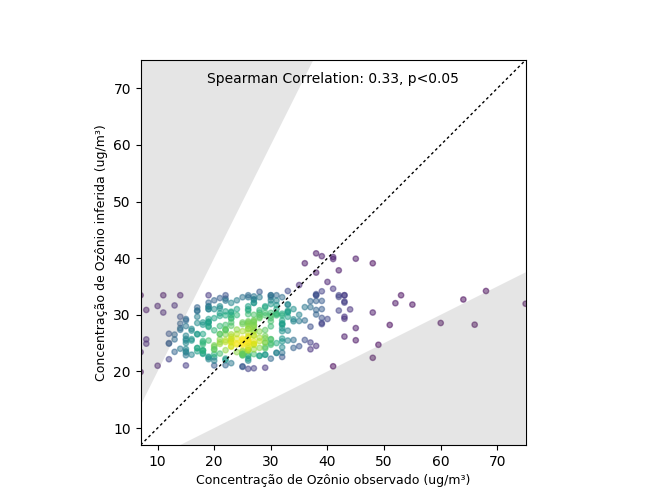 Spearman Correlation: 0.33, p<0.05
70
60
50
40
30
20
10
Concentração de Ozônio inferida (ug/m³)
10 20 30 40 50 60 70
Concentração de Ozônio observado (ug/m³)